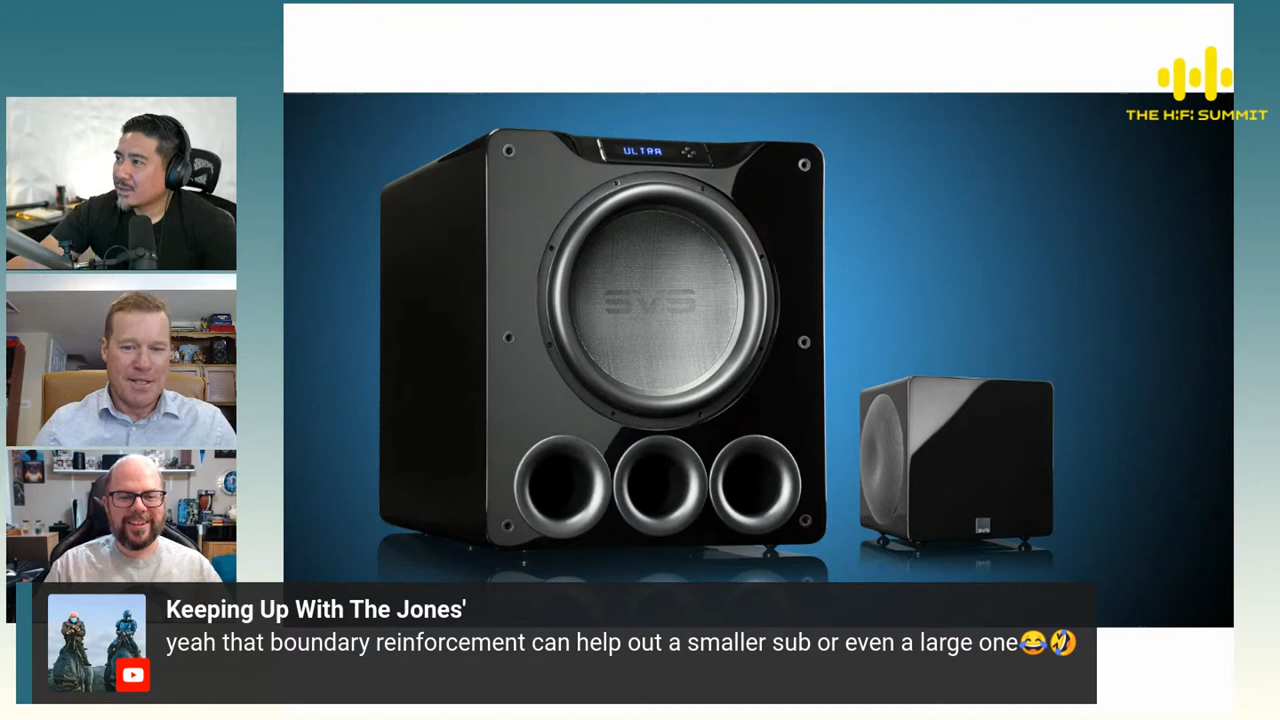 THE HIFI SUMMIT
ULTRA
SVS
SVS
Keeping Up With The Jones'
yeah that boundary reinforcement can help out a smaller sub or even a large one😂🤣